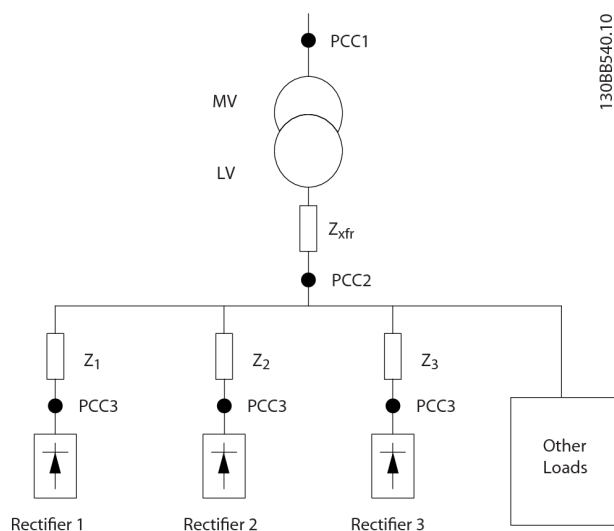 130BB540.10
PCC1
MV
LV
Zxfr
PCC2
Z1
Z2
Z3
PCC3
PCC3
PCC3
Other
Loads
Rectifier 1
Rectifier 2
Rectifier 3